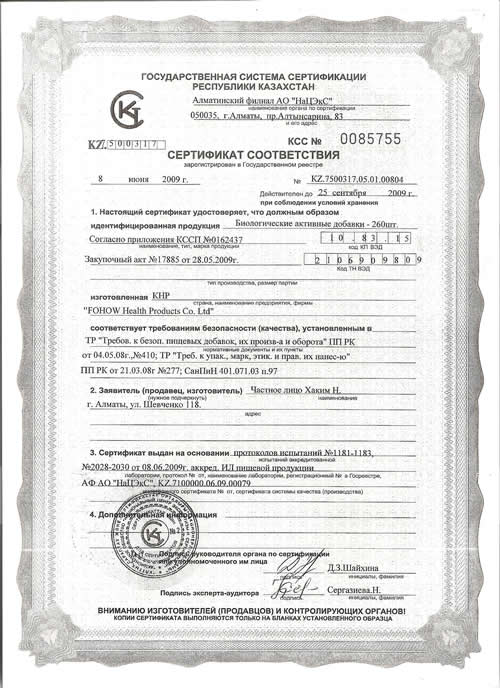 ГОСУДАРСТВЕННАЯ СИСТЕМА СЕРТИФИКАЦИИ
РЕСПУБЛИКИ КАЗАХСТАН
Алматинский филиал АО "НаЦЭкС"
наименование органа по сертификации
050035, г.Алматы, пр.Алтынсарина, 83
и его адрес
KZ. 500317
КСС № 0085755
СЕРТИФИКАТ СООТВЕТСТВИЯ
зарегистрирован в Государственном реестре
8 июня 2009 г. № KZ.7500317.05.01.00804
Действителен до 25 сентября 2009 г.
при соблюдении условий хранения
1. Настоящий сертификат удостоверяет, что должным образом
идентифицированная продукция Биологические активные добавки - 260шт.
Согласно приложения КССП №0162437 10.83.15
наименование, тип, марка продукции код КП ВЭД
Закупочный акт №17885 от 28.05.2009г. 2106909809
Код ТН ВЭД
тип производства, размер партии
изготовленная КНР
страна, наименование предприятия, фирмы
"FOHOW Health Products Co. Ltd"
соответствует требованиям безопасности (качества), установленным в
ТР "Требов. к безоп. пищевых добавок, их произв-а и оборота" ПП РК
нормативные документы и их пункты
от 04.05.08г.,№410; ТР "Требов. к упак., марк, этик. и прав. их нанес-ю"
ПП РК от 21.03.08г №277; СанПиН 401.071.03 п.97
2. Заявитель (продавец, изготовитель) Частное лицо Хаким Н.
(нужное подчеркнуть) наименования
г. Алматы, ул. Шевченко 118.
адрес
3. Сертификат выдан на основании протоколов испытаний №1181-1183,
испытаний аккредитованной
№2028-2030 от 08.06.2009г. аккред. ИЛ пищевой продукции
лаборатории, протокол № от, наименование лаборатории, регистрационный № в Госреестре,
АФ АО "НаЦЭкС", KZ.7100000.06.09.00079
сертификата № от, сертификата системы качества (производства)
4. Дополнительная информация
Подпись руководителя органа по сертификации
или уполномоченного им лица Д.З.Шайхина
подпись инициалы, фамилия
Подпись эксперта-аудитора Сергазиева.Н.
подпись инициалы, фамилия
ВНИМАНИЮ ИЗГОТОВИТЕЛЕЙ (ПРОДАВЦОВ) И КОНТРОЛИРУЮЩИХ ОРГАНОВ!
КОПИИ СЕРТИФИКАТА ВЫПОЛНЯЮТСЯ ТОЛЬКО НА БЛАНКАХ УСТАНОВЛЕННОГО ОБРАЗЦА